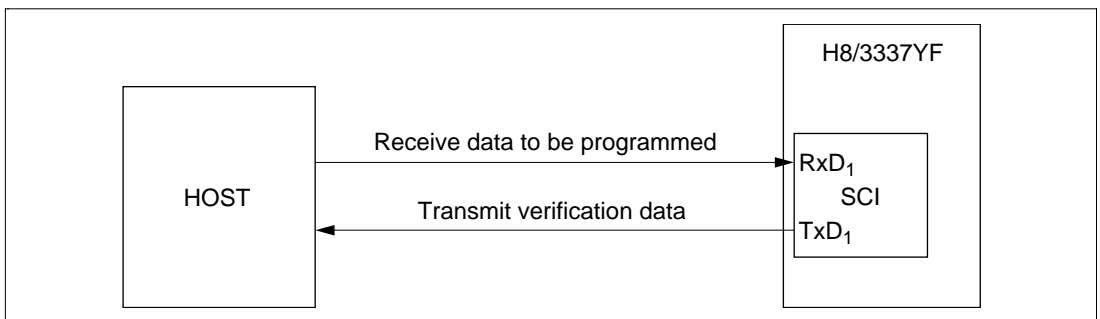 H8/3337YF
Receive data to be programmed
RxD₁
HOST
SCI
Transmit verification data
TxD₁